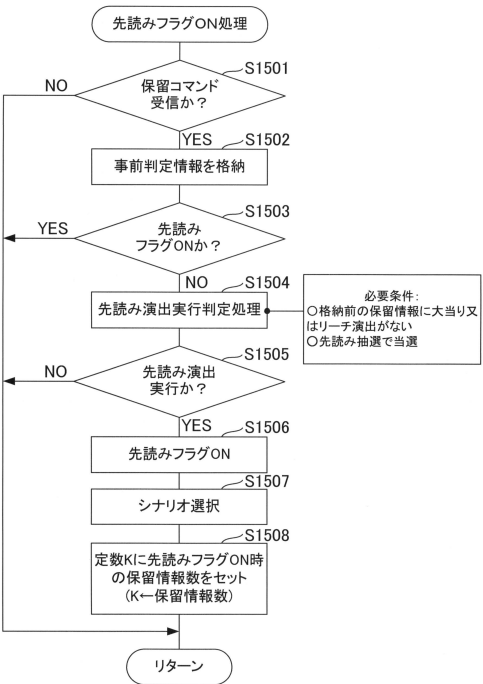 先読みフラグON処理
S1501
NO
保留コマンド
受信か？
YES
S1502
事前判定情報を格納
S1503
YES
先読み
フラグONか？
NO
S1504
先読み演出実行判定処理
必要条件：
○格納前の保留情報に大当り又
はリーチ演出がない
○先読み抽選で当選
S1505
NO
先読み演出
実行か？
YES
S1506
先読みフラグON
S1507
シナリオ選択
S1508
定数Kに先読みフラグON時
の保留情報数をセット
(K←保留情報数)
リターン